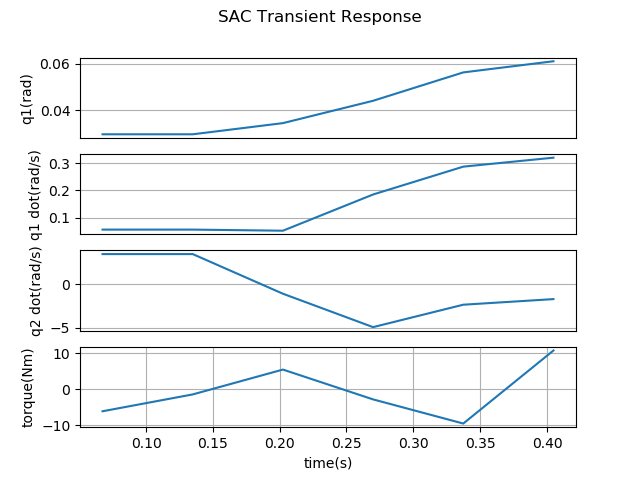 SAC Transient Response
q1(rad)
0.06
0.04
q1 dot(rad/s)
0.3
0.2
0.1
q2 dot(rad/s)
0
−5
torque(Nm)
10
0
−10
0.10 0.15 0.20 0.25 0.30 0.35 0.40
time(s)